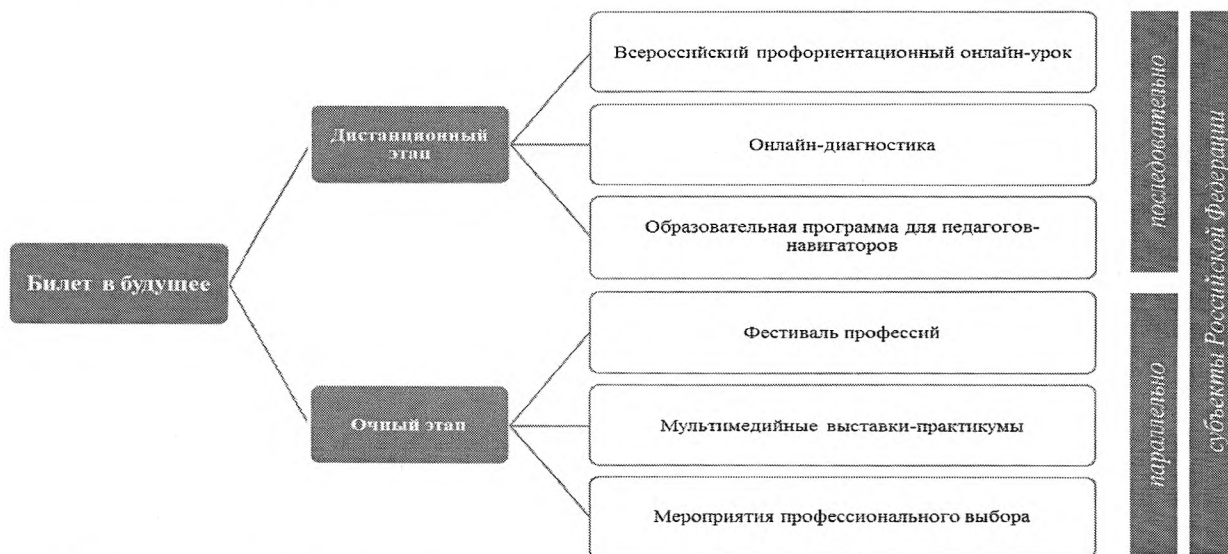 Билет в будущее
Дистанционный
этап
Всероссийский профориентационный онлайн-урок
Онлайн-диагностика
Образовательная программа для педагогов-
навигаторов
Очный этап
Фестиваль профессий
Мультимедийные выставки-практикумы
Мероприятия профессионального выбора
последовательно
параллельно
субъекты Российской Федерации